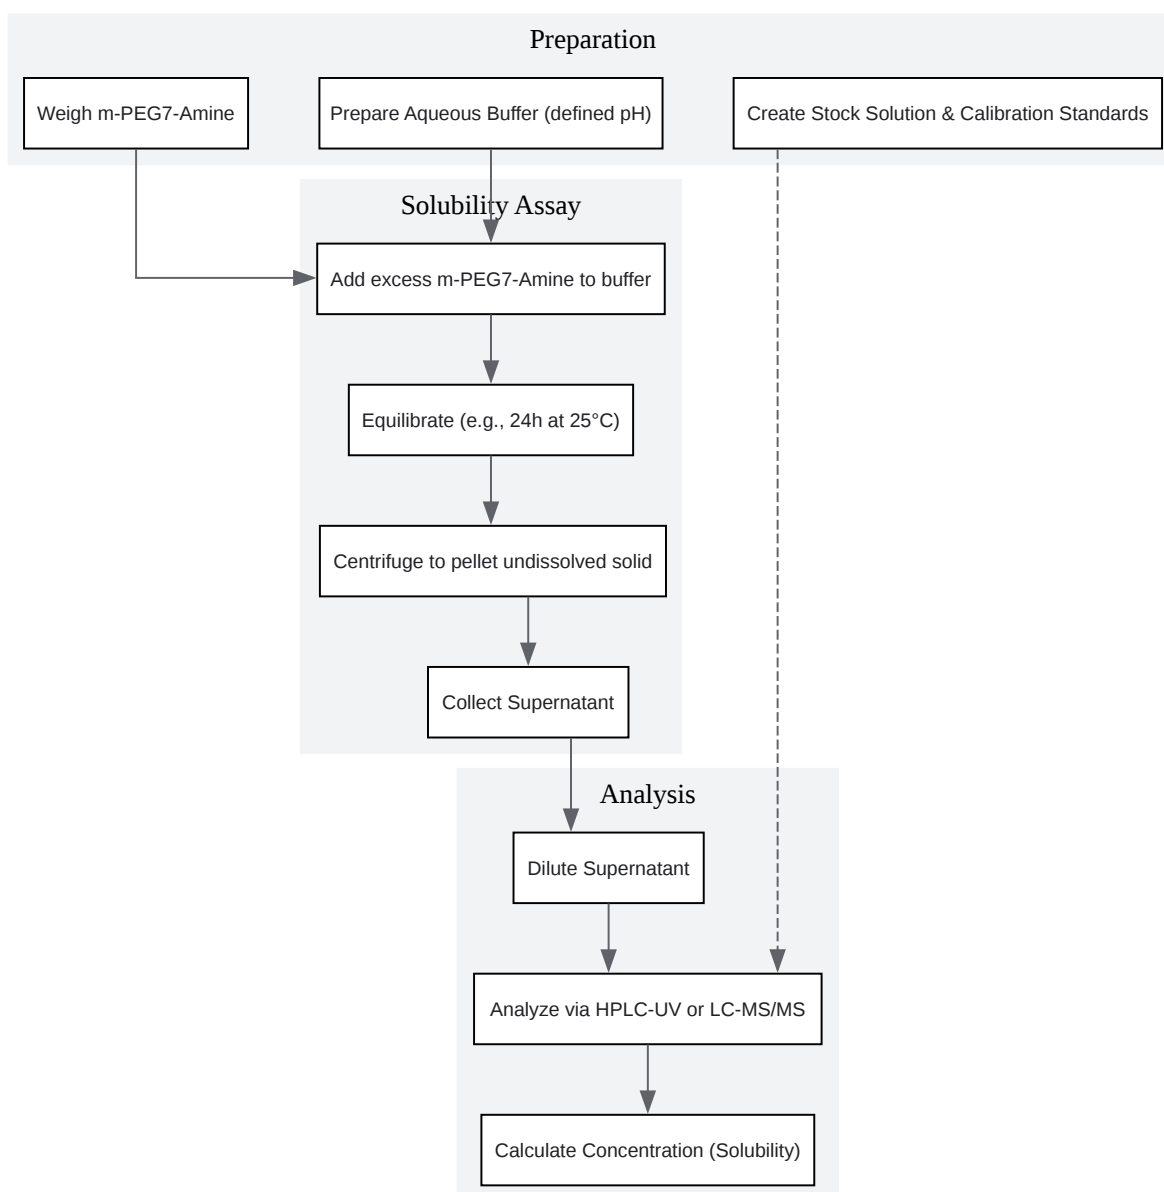 Preparation
Weigh m-PEG7-Amine
Prepare Aqueous Buffer (defined pH)
Create Stock Solution & Calibration Standards
Solubility Assay
Add excess m-PEG7-Amine to buffer
Equilibrate (e.g., 24h at 25°C)
Centrifuge to pellet undissolved solid
Collect Supernatant
Analysis
Dilute Supernatant
Analyze via HPLC-UV or LC-MS/MS
Calculate Concentration (Solubility)